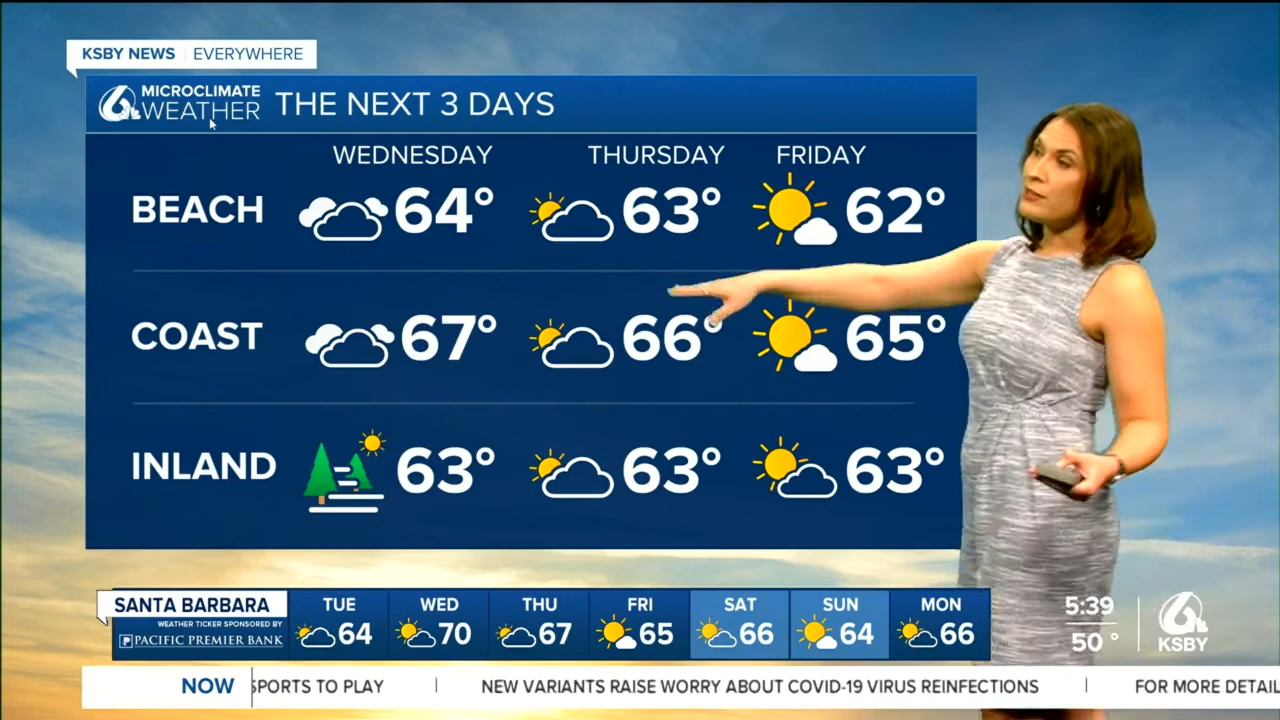 KSBY NEWS | EVERYWHERE
6 MICROCLIMATE WEATHER THE NEXT 3 DAYS
WEDNESDAY THURSDAY FRIDAY
BEACH 64° 63° 62°
COAST 67° 66° 65°
INLAND 63° 63° 63°
SANTA BARBARA
WEATHER TICKER SPONSORED BY
PACIFIC PREMIER BANK
TUE WED THU FRI SAT SUN MON
64 70 67 65 66 64 66
5:39
50 °
6
KSBY
NOW SPORTS TO PLAY | NEW VARIANTS RAISE WORRY ABOUT COVID-19 VIRUS REINFECTIONS | FOR MORE DETAIL